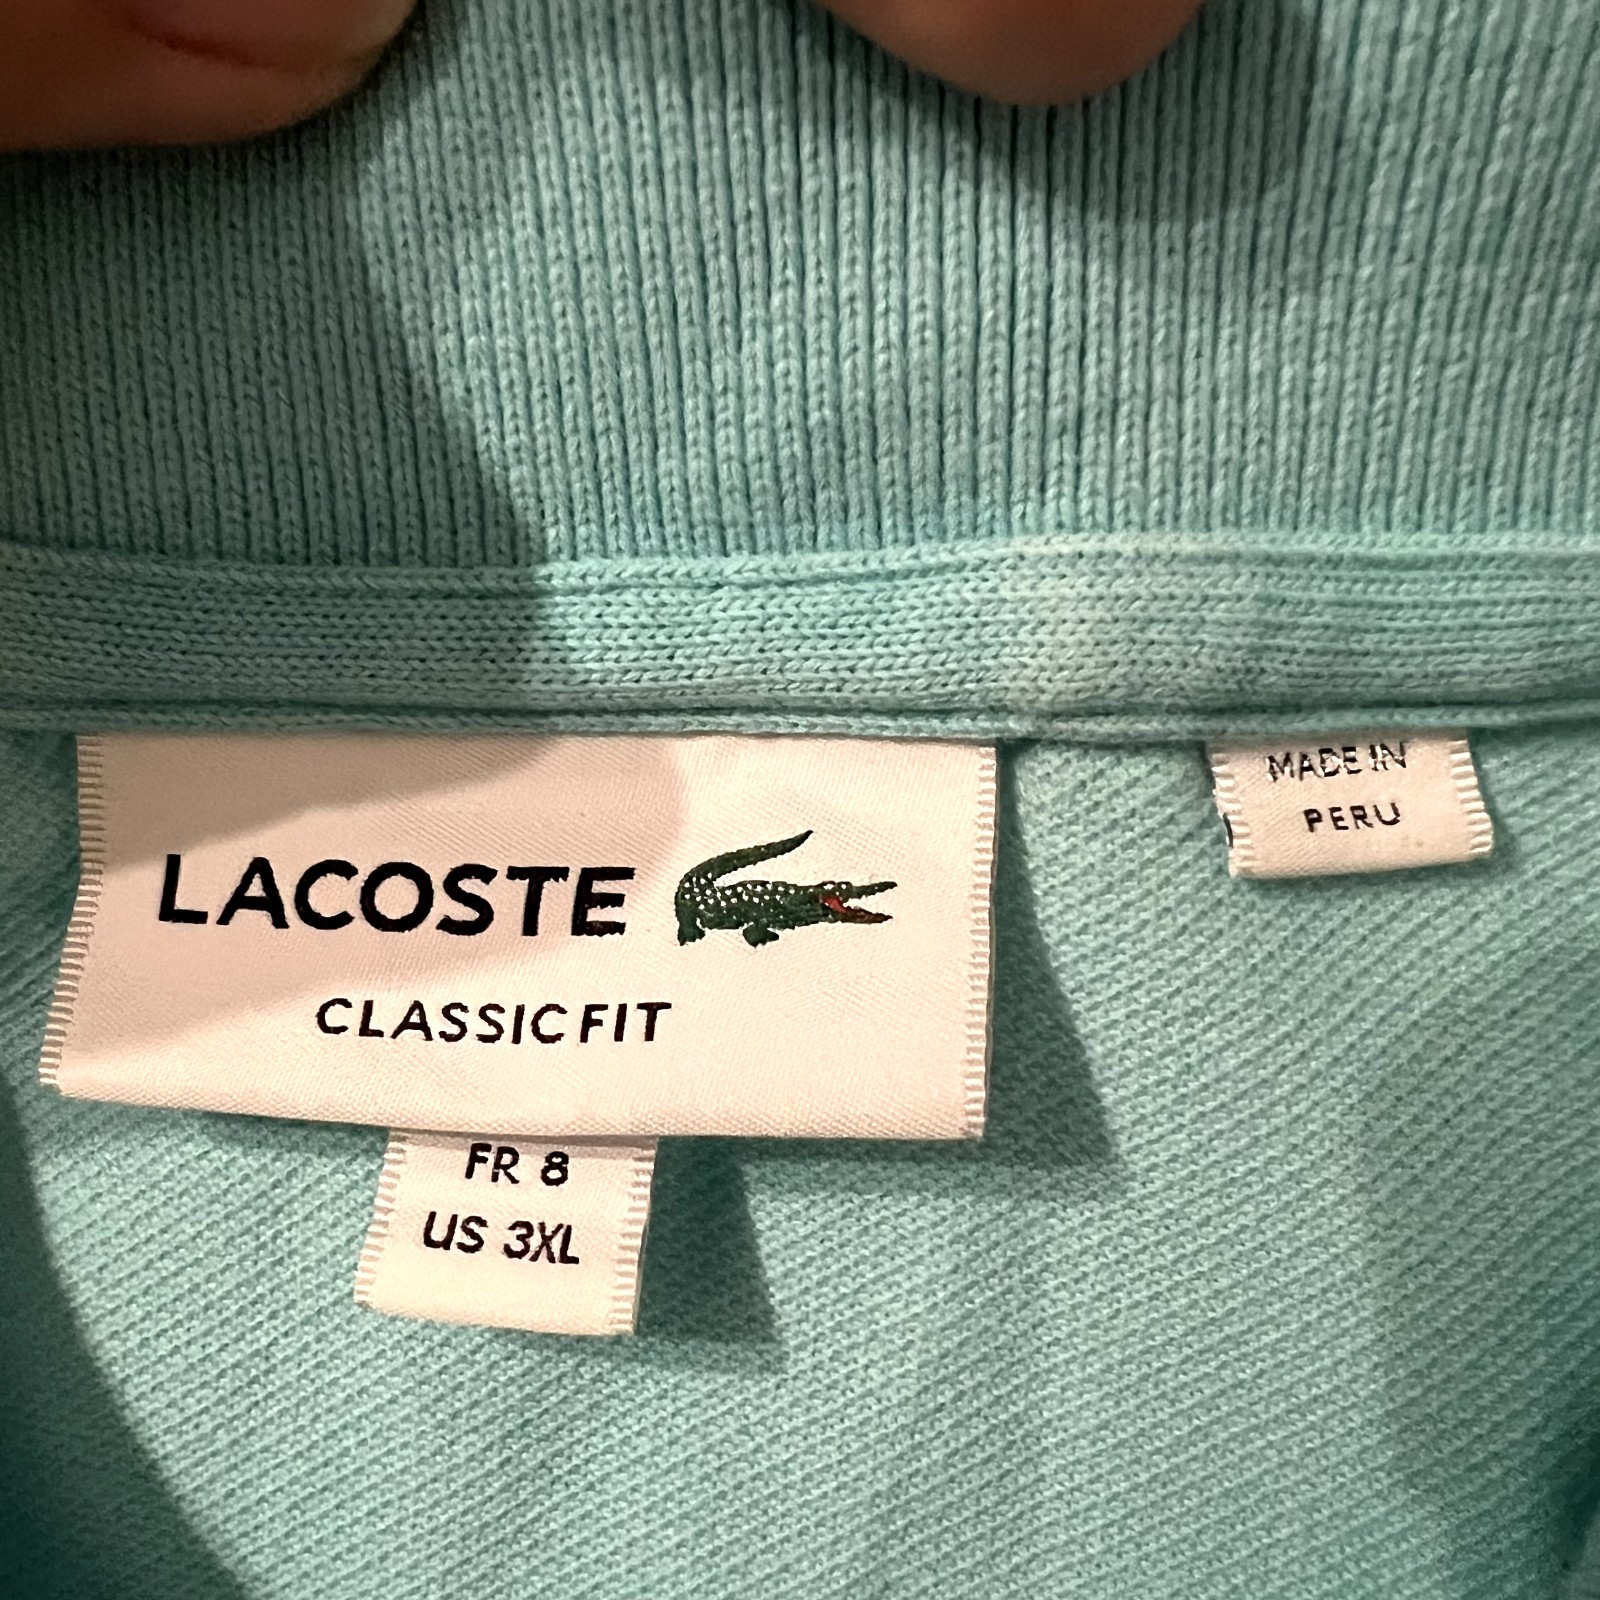 LACOSTE
CLASSIC FIT
FR 8
US 3XL
MADE IN
PERU